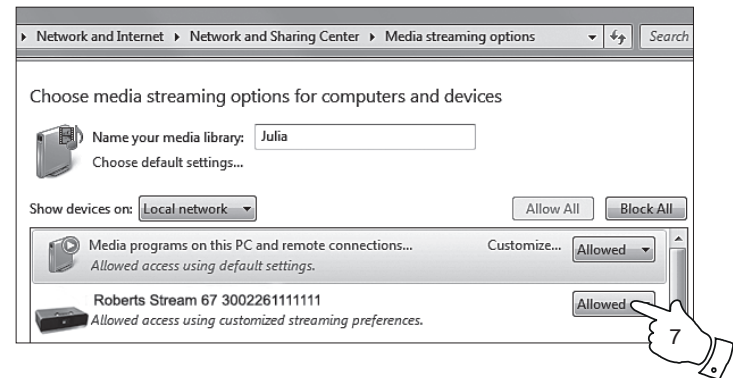 Network and Internet ▸ Network and Sharing Center ▸ Media streaming options Search
Choose media streaming options for computers and devices
Name your media library: Julia
Choose default settings...
Show devices on: Local network Allow All Block All
Media programs on this PC and remote connections... Customize... Allowed
Allowed access using default settings.
Roberts Stream 67 3002261111111 Allowed
Allowed access using customized streaming preferences.
7